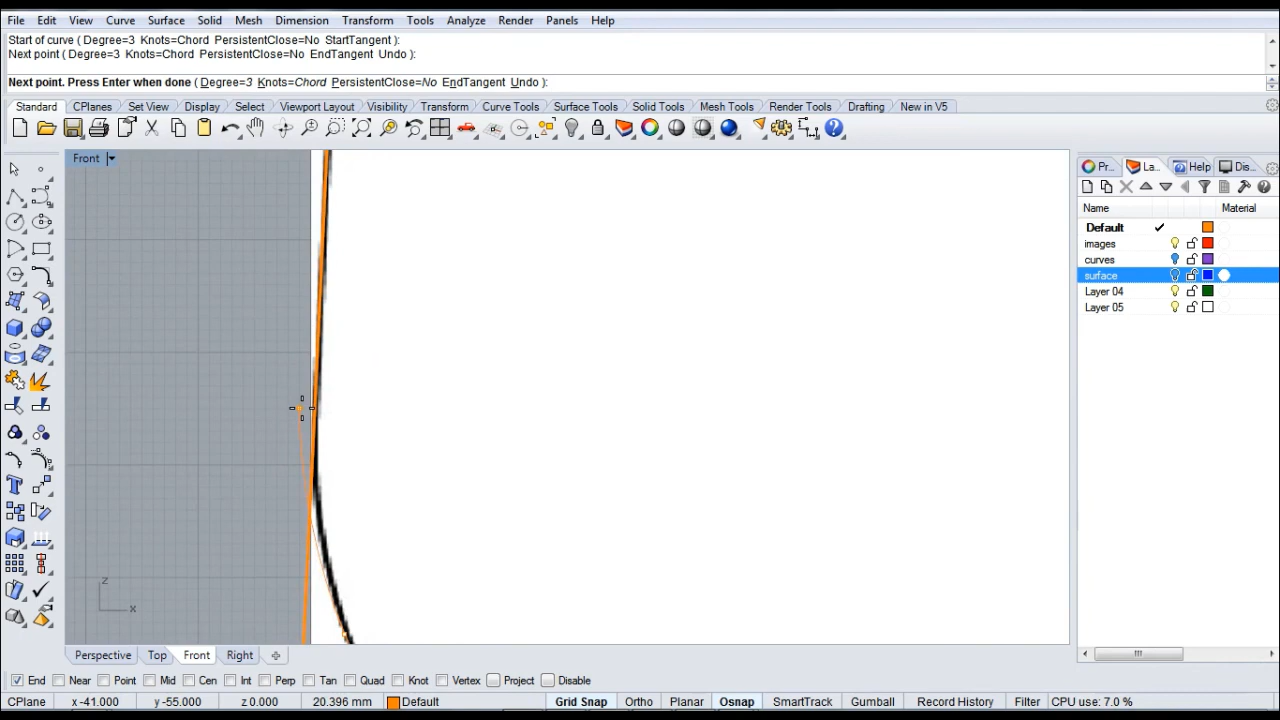 File Edit View Curve Surface Solid Mesh Dimension Transform Tools Analyze Render Panels Help
Start of curve ( Degree=3 Knots=Chord PersistentClose=No StartTangent ):
Next point ( Degree=3 Knots=Chord PersistentClose=No EndTangent Undo ):
Next point. Press Enter when done ( Degree=3 Knots=Chord PersistentClose=No EndTangent Undo ):
Standard CPlanes Set View Display Select Viewport Layout Visibility Transform Curve Tools Surface Tools Solid Tools Mesh Tools Render Tools Drafting New in V5
Front
Pr... La... Help Dis...
Name Material
Default
images
curves
surface
Layer 04
Layer 05
z
x
Perspective Top Front Right
End Near Point Mid Cen Int Perp Tan Quad Knot Vertex Project Disable
CPlane x -41.000 y -55.000 z 0.000 20.396 mm Default Grid Snap Ortho Planar Osnap SmartTrack Gumball Record History Filter CPU use: 7.0 %